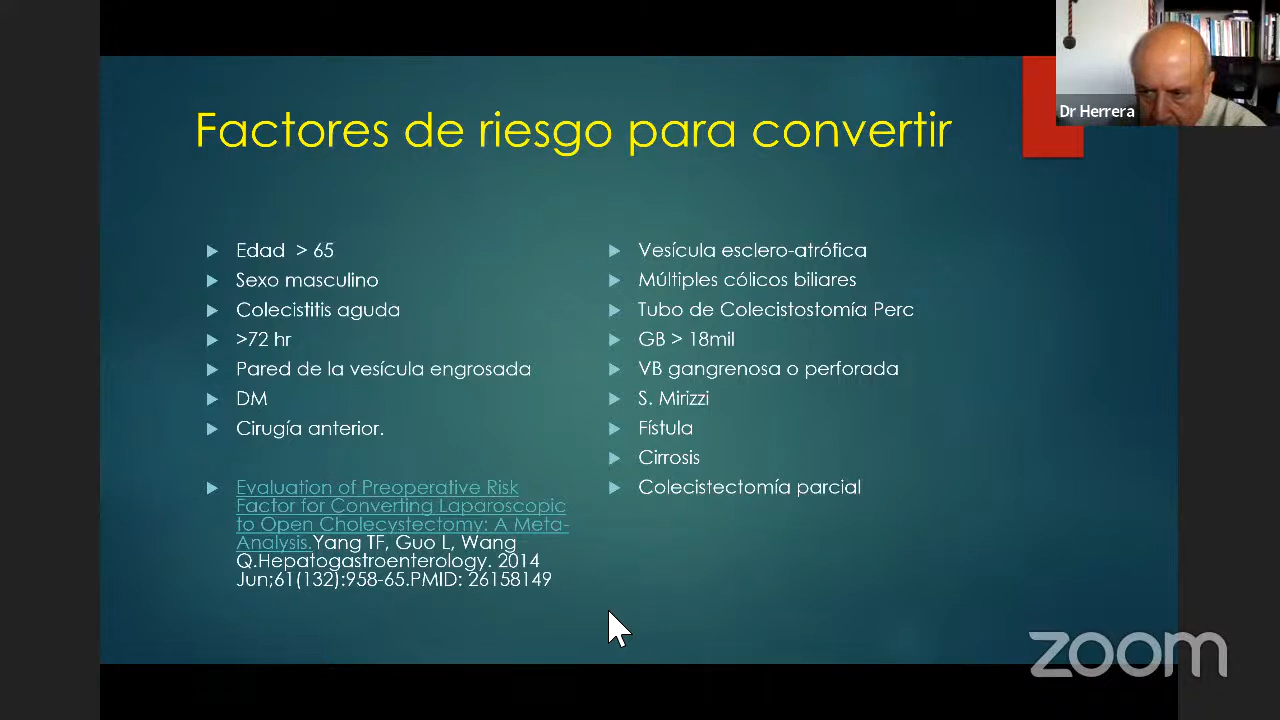 Dr Herrera
Factores de riesgo para convertir
Edad > 65
Sexo masculino
Colecistitis aguda
>72 hr
Pared de la vesícula engrosada
DM
Cirugía anterior.
Evaluation of Preoperative Risk
Factor for Converting Laparoscopic
to Open Cholecystectomy: A Meta-
Analysis.Yang TF, Guo L, Wang
Q.Hepatogastroenterology. 2014
Jun;61(132):958-65.PMID: 26158149
Vesícula esclero-atrófica
Múltiples cólicos biliares
Tubo de Colecistostomía Perc
GB > 18mil
VB gangrenosa o perforada
S. Mirizzi
Fístula
Cirrosis
Colecistectomía parcial
zoom